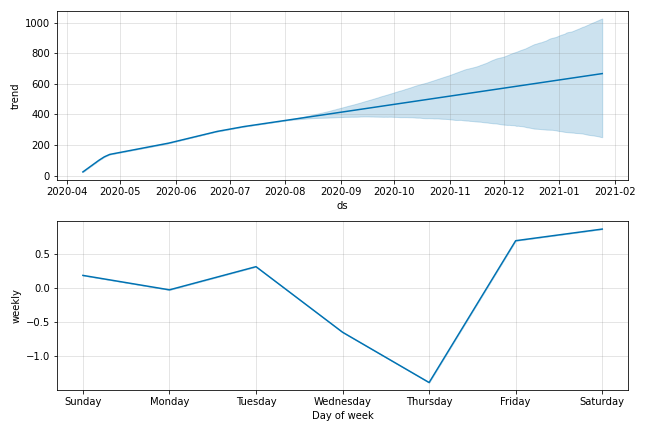 trend
1000
800
600
400
200
0
2020-04 2020-05 2020-06 2020-07 2020-08 2020-09 2020-10 2020-11 2020-12 2021-01 2021-02
ds
weekly
0.5
0.0
−0.5
−1.0
Sunday Monday Tuesday Wednesday Thursday Friday Saturday
Day of week